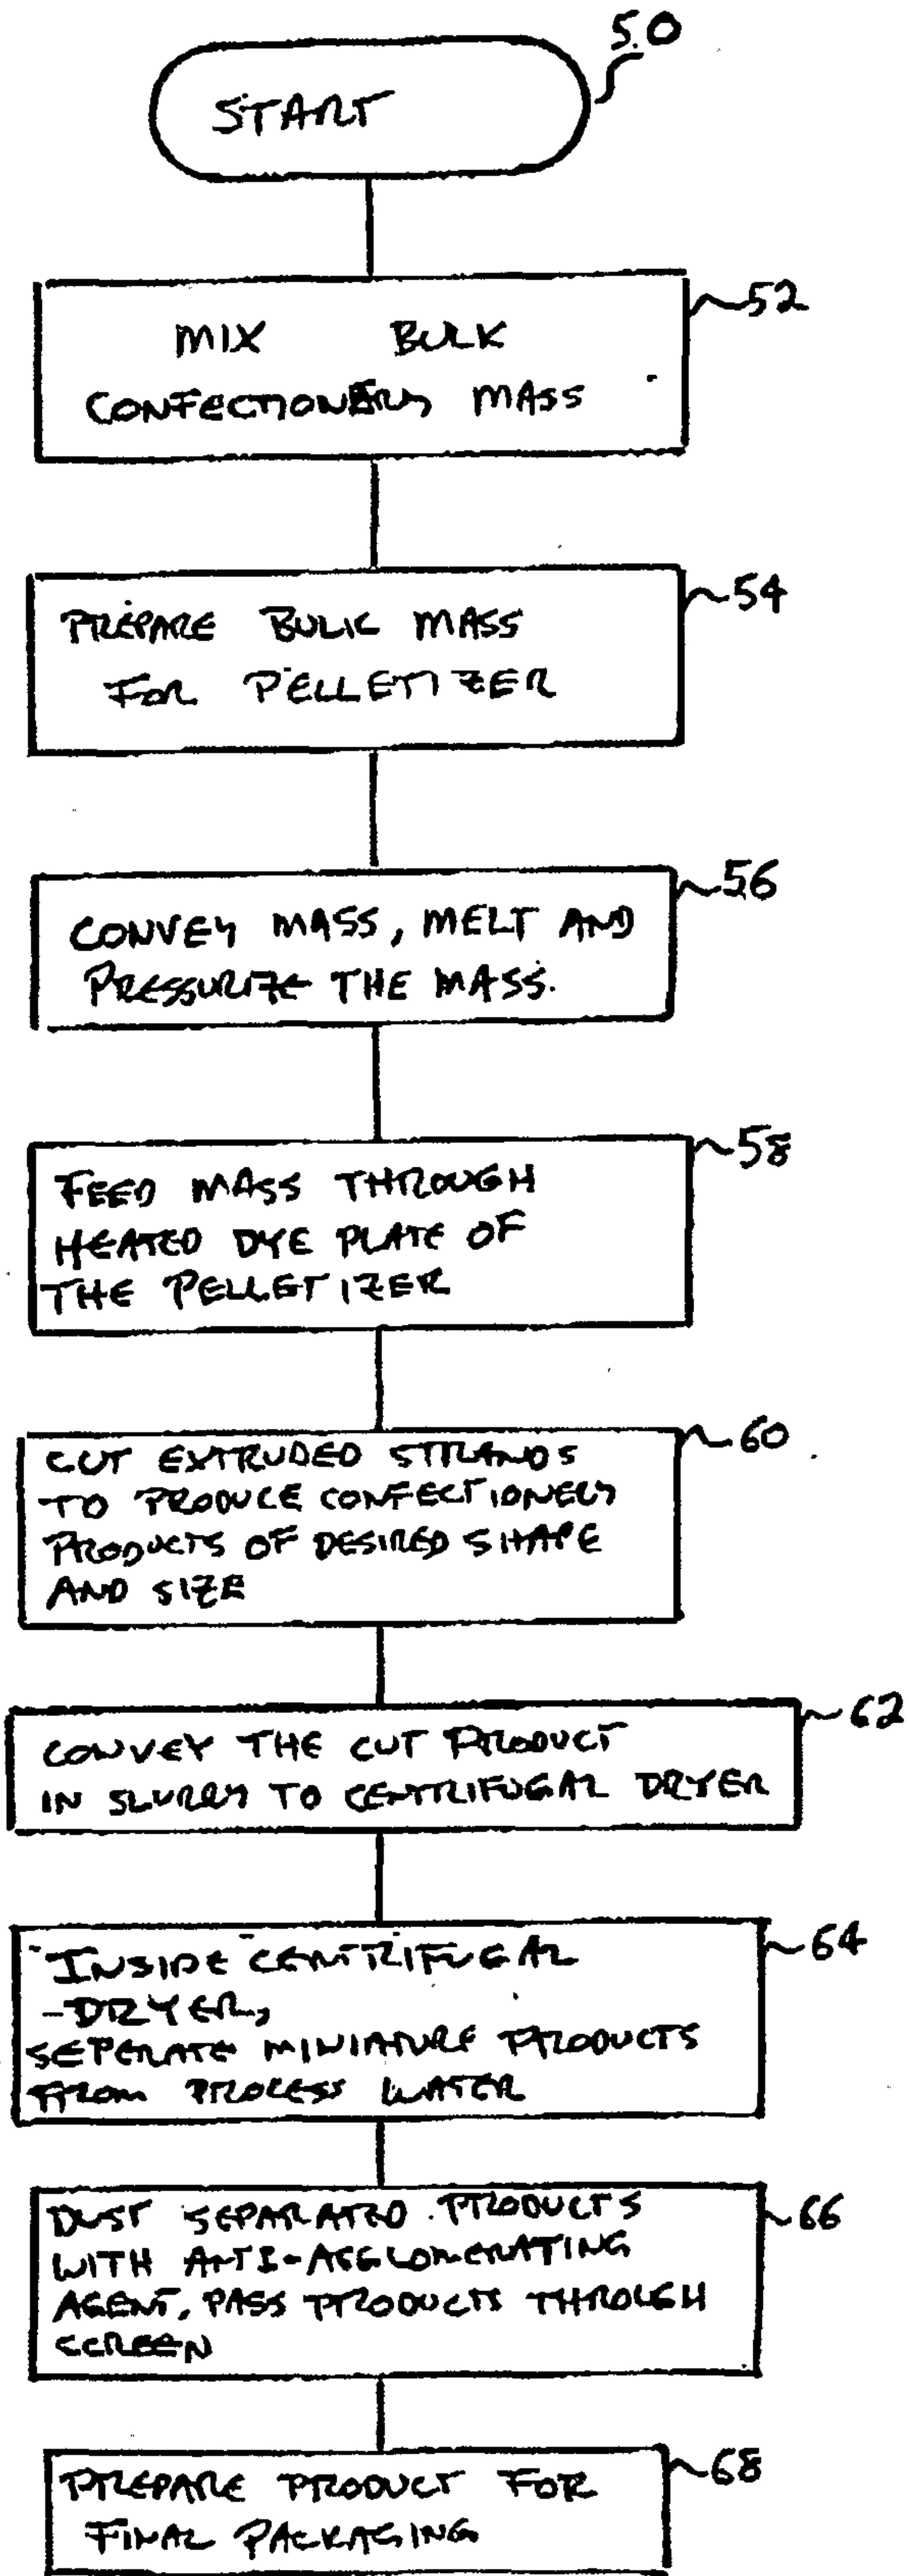 50
START
52
MIX BULK
CONFECTIONERY MASS
54
PREPARE BULK MASS
FOR PELLETIZER
56
CONVEY MASS, MELT AND
PRESSURIZE THE MASS.
58
FEED MASS THROUGH
HEATED DYE PLATE OF
THE PELLETIZER
60
CUT EXTRUDED STRANDS
TO PRODUCE CONFECTIONERY
PRODUCTS OF DESIRED SHAPE
AND SIZE
62
CONVEY THE CUT PRODUCT
IN SLURRY TO CENTRIFUGAL DRYER
64
INSIDE CENTRIFUGAL
DRYER,
SEPERATE MINIATURE PRODUCTS
FROM PROCESS WATER
66
DUST SEPARATED PRODUCTS
WITH ANTI-AGGLOMERATING
AGENT, PASS PRODUCTS THROUGH
SCREEN
68
PREPARE PRODUCT FOR
FINAL PACKAGING